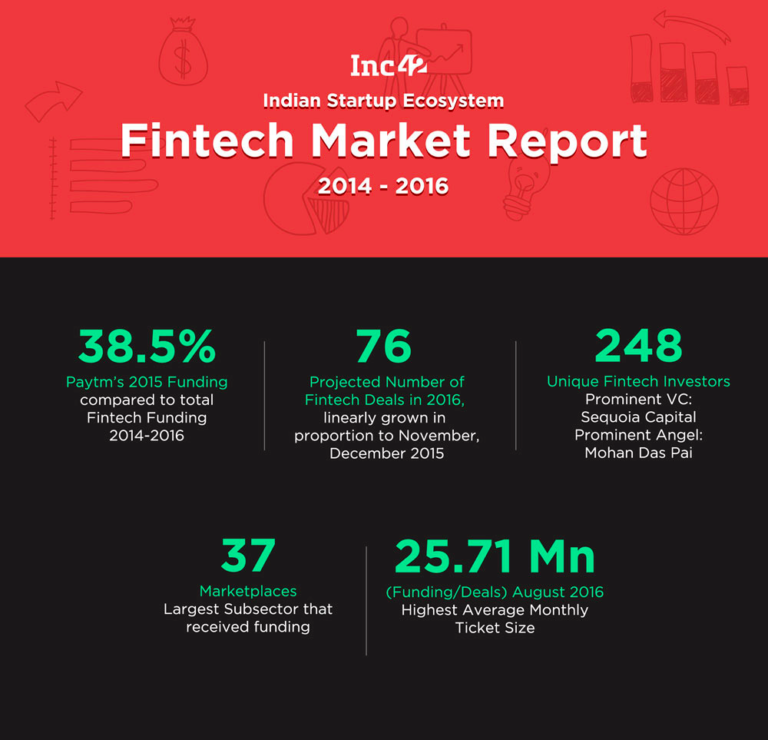 Inc42
Indian Startup Ecosystem
Fintech Market Report
2014 - 2016
38.5%
Paytm's 2015 Funding
compared to total
Fintech Funding
2014-2016
76
Projected Number of
Fintech Deals in 2016,
linearly grown in
proportion to November,
December 2015
248
Unique Fintech Investors
Prominent VC:
Sequoia Capital
Prominent Angel:
Mohan Das Pai
37
Marketplaces
Largest Subsector that
received funding
25.71 Mn
(Funding/Deals) August 2016
Highest Average Monthly
Ticket Size